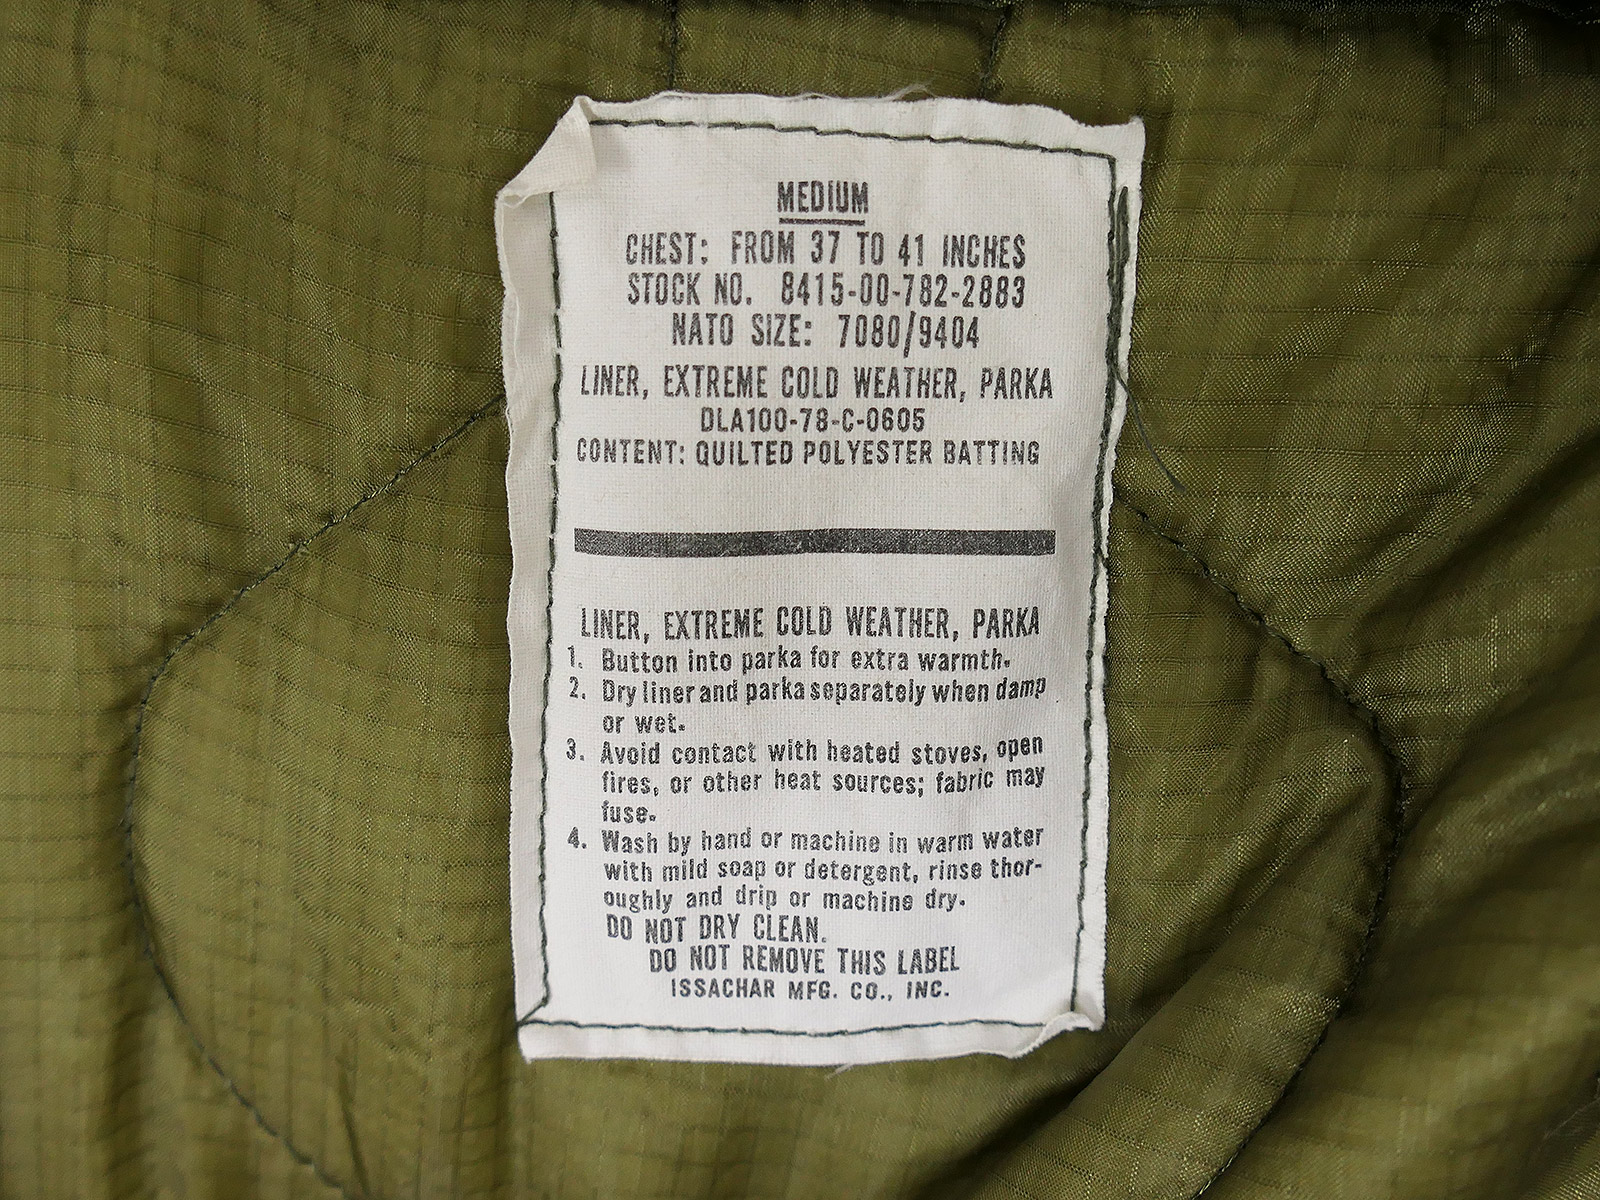 MEDIUM
CHEST: FROM 37 TO 41 INCHES
STOCK NO. 8415-00-782-2883
NATO SIZE: 7080/9404
LINER, EXTREME COLD WEATHER, PARKA
DLA100-78-C-0605
CONTENT: QUILTED POLYESTER BATTING
LINER, EXTREME COLD WEATHER, PARKA
1. Button into parka for extra warmth.
2. Dry liner and parka separately when damp
or wet.
3. Avoid contact with heated stoves, open
fires, or other heat sources; fabric may
fuse.
4. Wash by hand or machine in warm water
with mild soap or detergent, rinse thor-
oughly and drip or machine dry.
DO NOT DRY CLEAN.
DO NOT REMOVE THIS LABEL
ISSACHAR MFG. CO., INC.